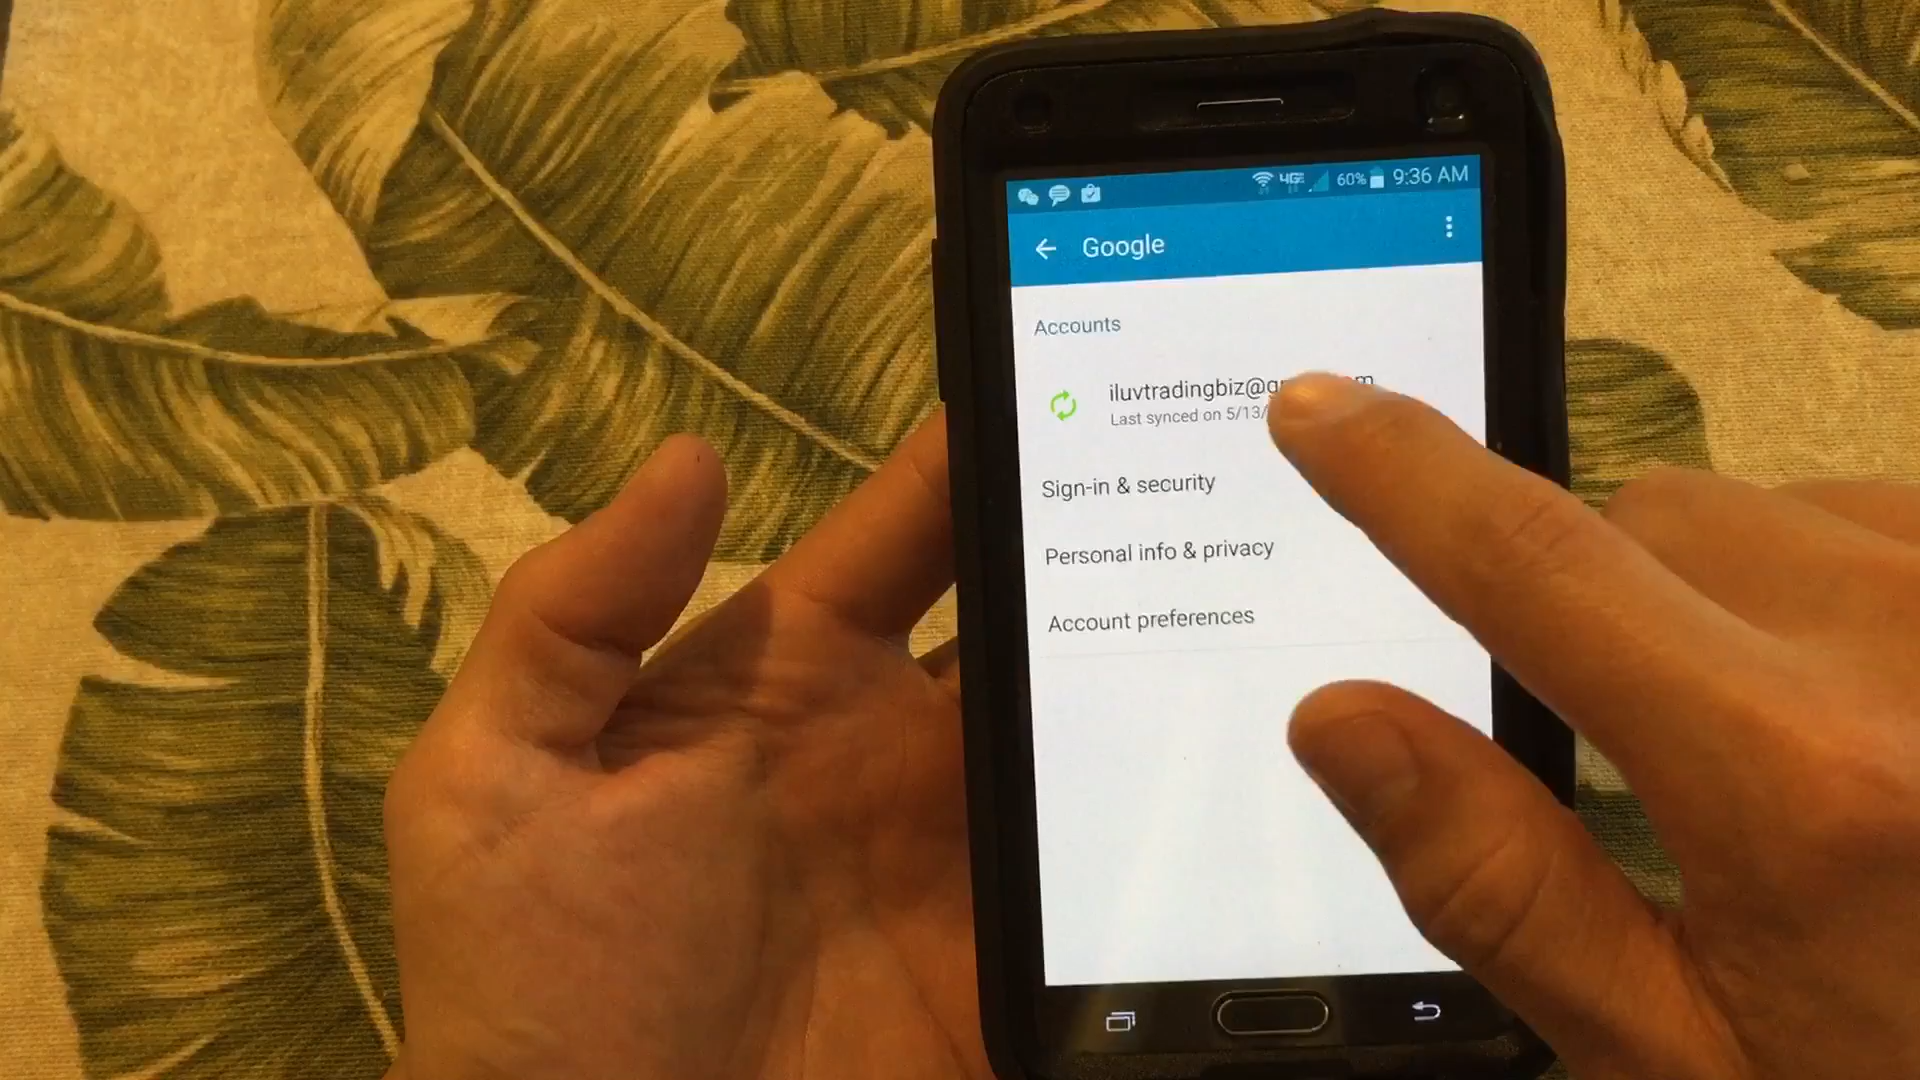 4G 60% 9:36 AM
Google
Accounts
iluvtradingbiz@g
Last synced on 5/13/
Sign-in & security
Personal info & privacy
Account preferences